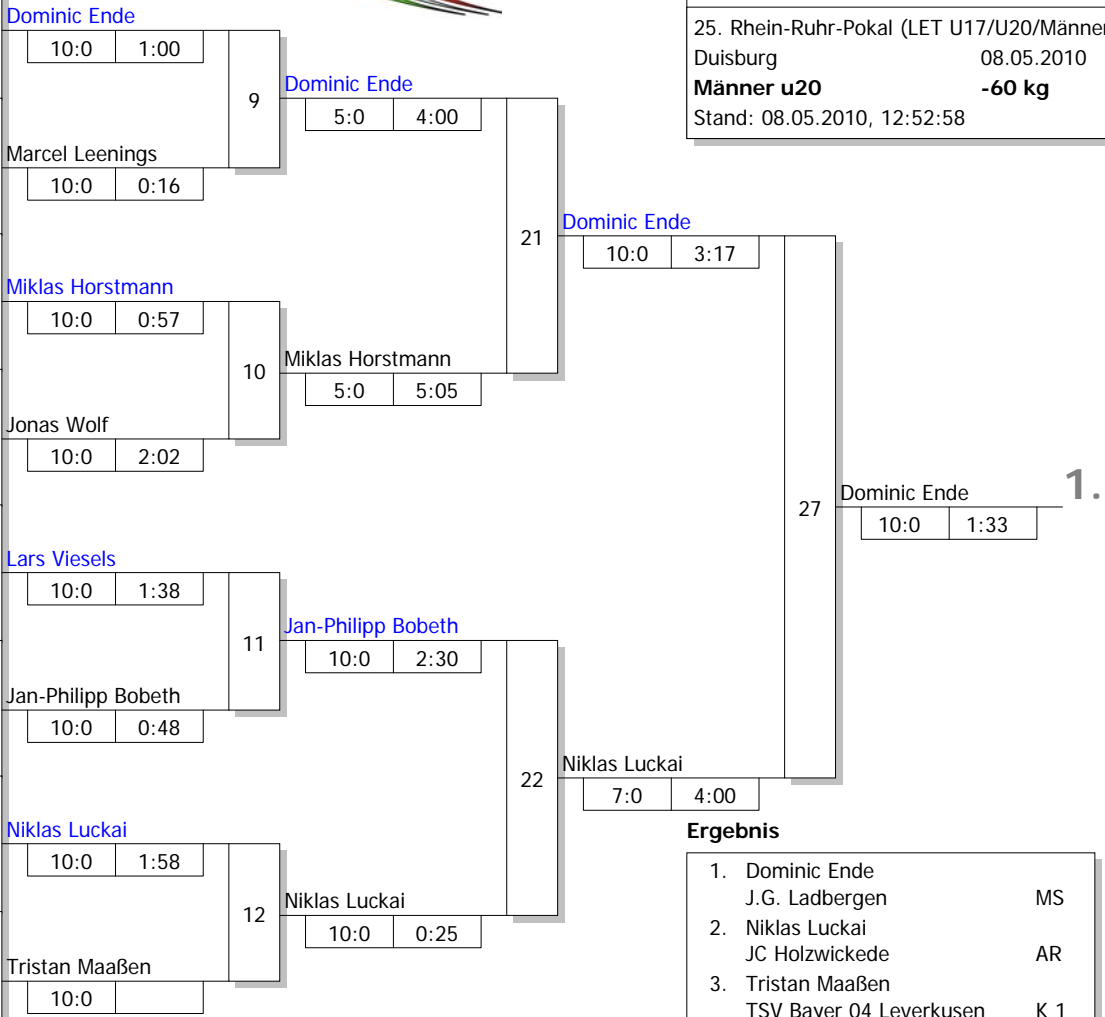 Dominic Ende
10:0 1:00
25. Rhein-Ruhr-Pokal (LET U17/U20/Männer
Duisburg 08.05.2010
Männer u20 -60 kg
Stand: 08.05.2010, 12:52:58
9
Dominic Ende
5:0 4:00
Marcel Leenings
10:0 0:16
21
Dominic Ende
10:0 3:17
Miklas Horstmann
10:0 0:57
10
Miklas Horstmann
5:0 5:05
Jonas Wolf
10:0 2:02
27
Dominic Ende
1.
10:0 1:33
Lars Viesels
10:0 1:38
11
Jan-Philipp Bobeth
10:0 2:30
Jan-Philipp Bobeth
10:0 0:48
22
Niklas Luckai
7:0 4:00
Niklas Luckai
10:0 1:58
12
Niklas Luckai
10:0 0:25
Tristan Maaßen
10:0
Ergebnis
1. Dominic Ende
J.G. Ladbergen MS
2. Niklas Luckai
JC Holzwickede AR
3. Tristan Maaßen
TSV Bayer 04 Leverkusen K 1